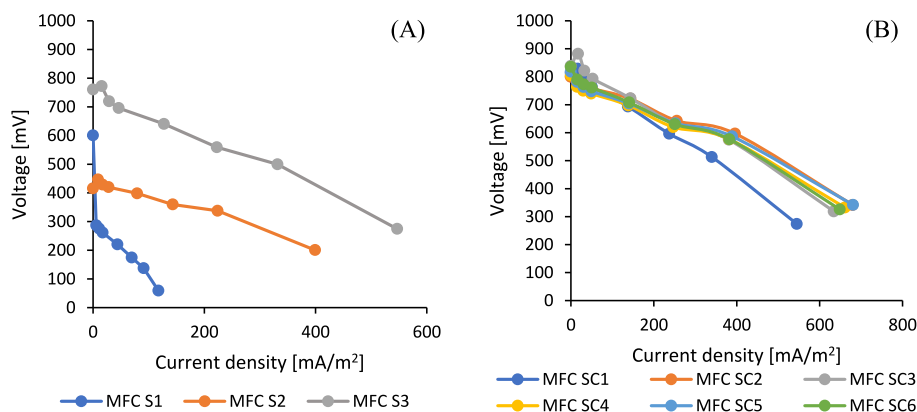 (A)
Voltage [mV]
1000
900
800
700
600
500
400
300
200
100
0
0 200 400 600
Current density [mA/m²]
MFC S1 MFC S2 MFC S3
(B)
Voltage [mV]
1000
900
800
700
600
500
400
300
200
100
0
0 200 400 600 800
Current density [mA/m²]
MFC SC1 MFC SC2 MFC SC3
MFC SC4 MFC SC5 MFC SC6